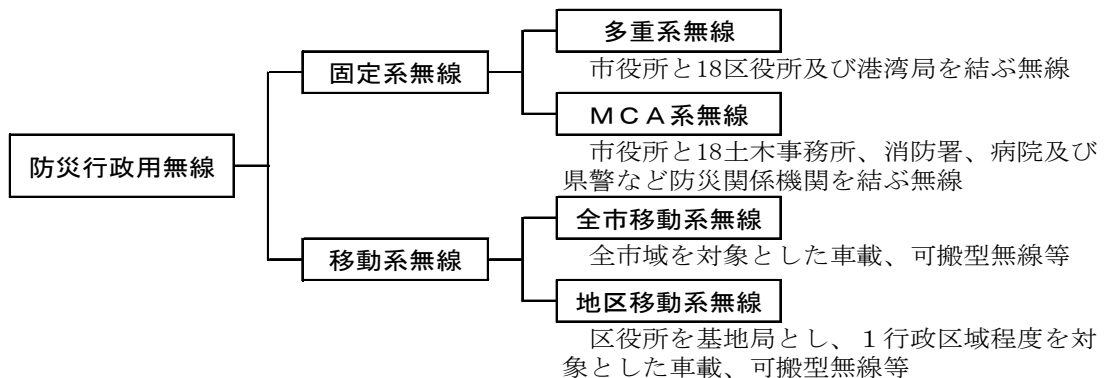 防災行政用無線
固定系無線
多重系無線
市役所と18区役所及び港湾局を結ぶ無線
ＭＣＡ系無線
市役所と18土木事務所、消防署、病院及び
県警など防災関係機関を結ぶ無線
移動系無線
全市移動系無線
全市域を対象とした車載、可搬型無線等
地区移動系無線
区役所を基地局とし、１行政区域程度を対
象とした車載、可搬型無線等